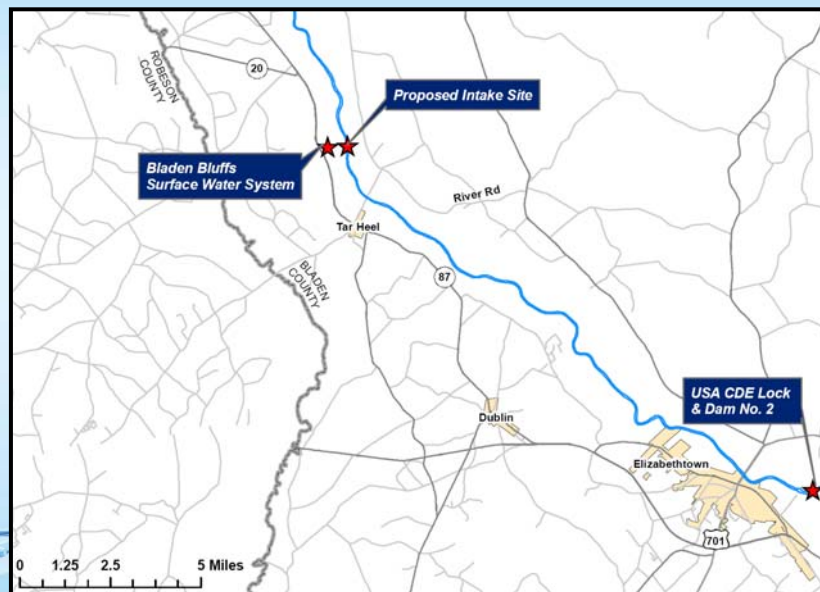 20
ROBESON
COUNTY
Proposed Intake Site
Bladen Bluffs
Surface Water System
River Rd
Tar Heel
BLADEN
COUNTY
87
USA CDE Lock
& Dam No. 2
Dublin
Elizabethtown
701
0 1.25 2.5 5 Miles